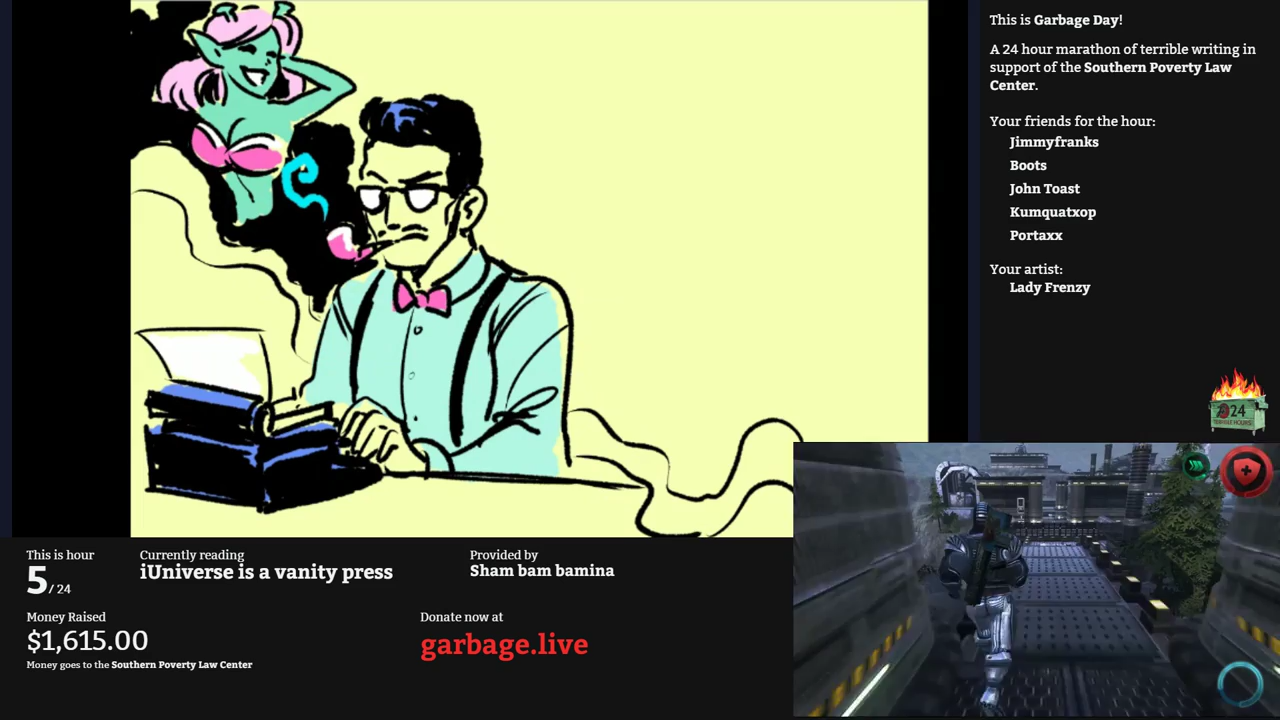 This is Garbage Day!
A 24 hour marathon of terrible writing in
support of the Southern Poverty Law
Center.
Your friends for the hour:
Jimmyfranks
Boots
John Toast
Kumquatxop
Portaxx
Your artist:
Lady Frenzy
This is hour
5 / 24
Currently reading
iUniverse is a vanity press
Provided by
Sham bam bamina
Money Raised
$1,615.00
Money goes to the Southern Poverty Law Center
Donate now at
garbage.live